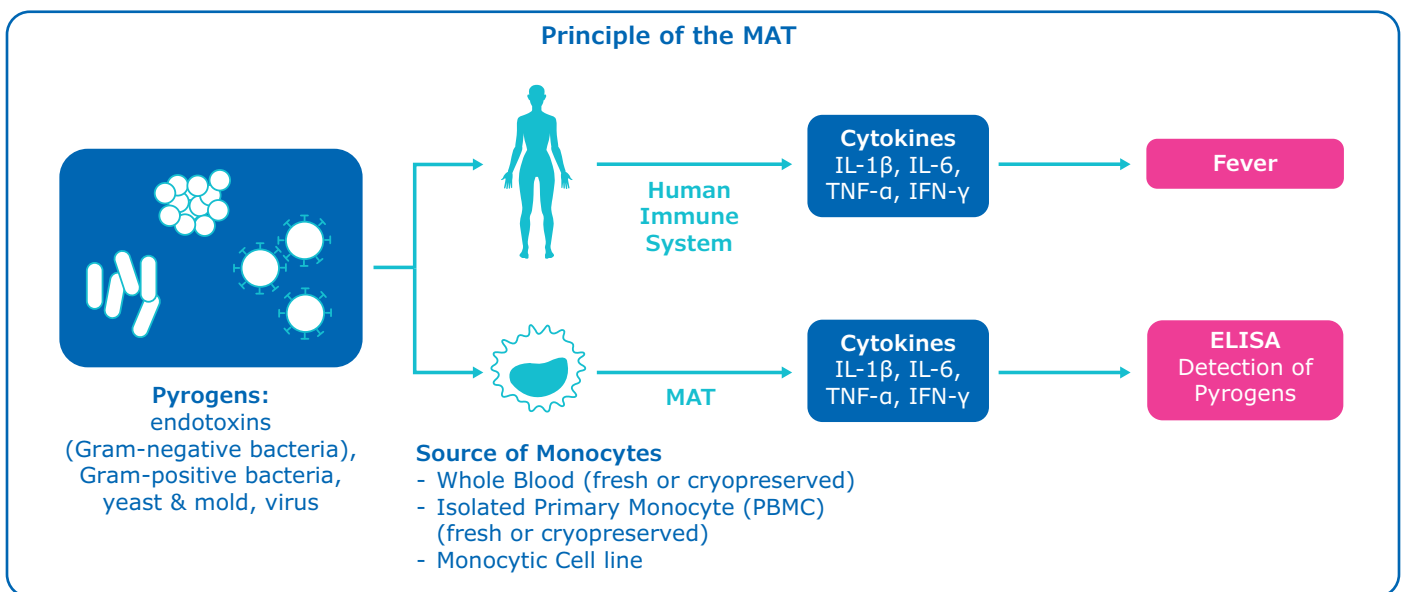 Principle of the MAT
Human
Immune
System
Cytokines
IL-1β, IL-6,
TNF-α, IFN-γ
Fever
MAT
Cytokines
IL-1β, IL-6,
TNF-α, IFN-γ
ELISA
Detection of
Pyrogens
Pyrogens:
endotoxins
(Gram-negative bacteria),
Gram-positive bacteria,
yeast & mold, virus
Source of Monocytes
- Whole Blood (fresh or cryopreserved)
- Isolated Primary Monocyte (PBMC)
(fresh or cryopreserved)
- Monocytic Cell line